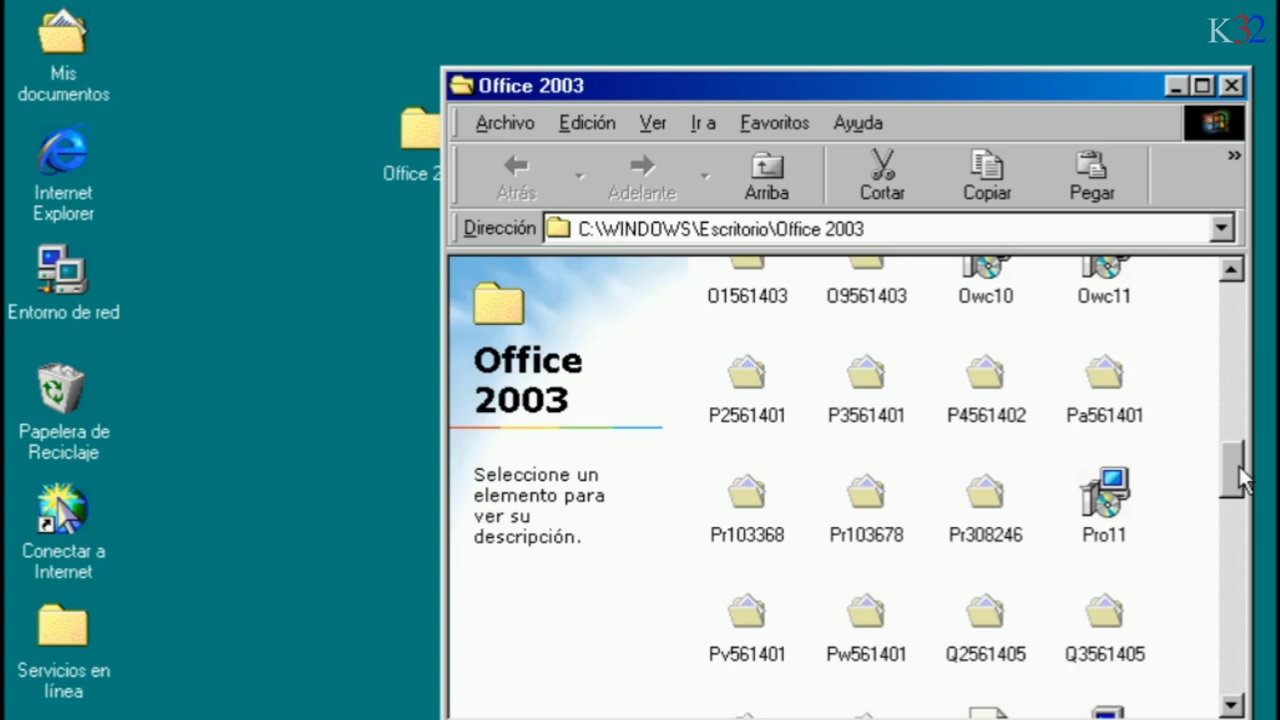 K32
Mis
documentos
Internet
Explorer
Entorno de red
Papelera de
Reciclaje
Conectar a
Internet
Servicios en
línea
Office 2
Office 2003
Archivo Edición Ver Ir a Favoritos Ayuda
Atrás Adelante Arriba Cortar Copiar Pegar
Dirección C:\WINDOWS\Escritorio\Office 2003
Office
2003
Seleccione un
elemento para
ver su
descripción.
O1561403 O9561403 Owc10 Owc11
P2561401 P3561401 P4561402 Pa561401
Pr103368 Pr103678 Pr308246 Pro11
Pv561401 Pw561401 Q2561405 Q3561405